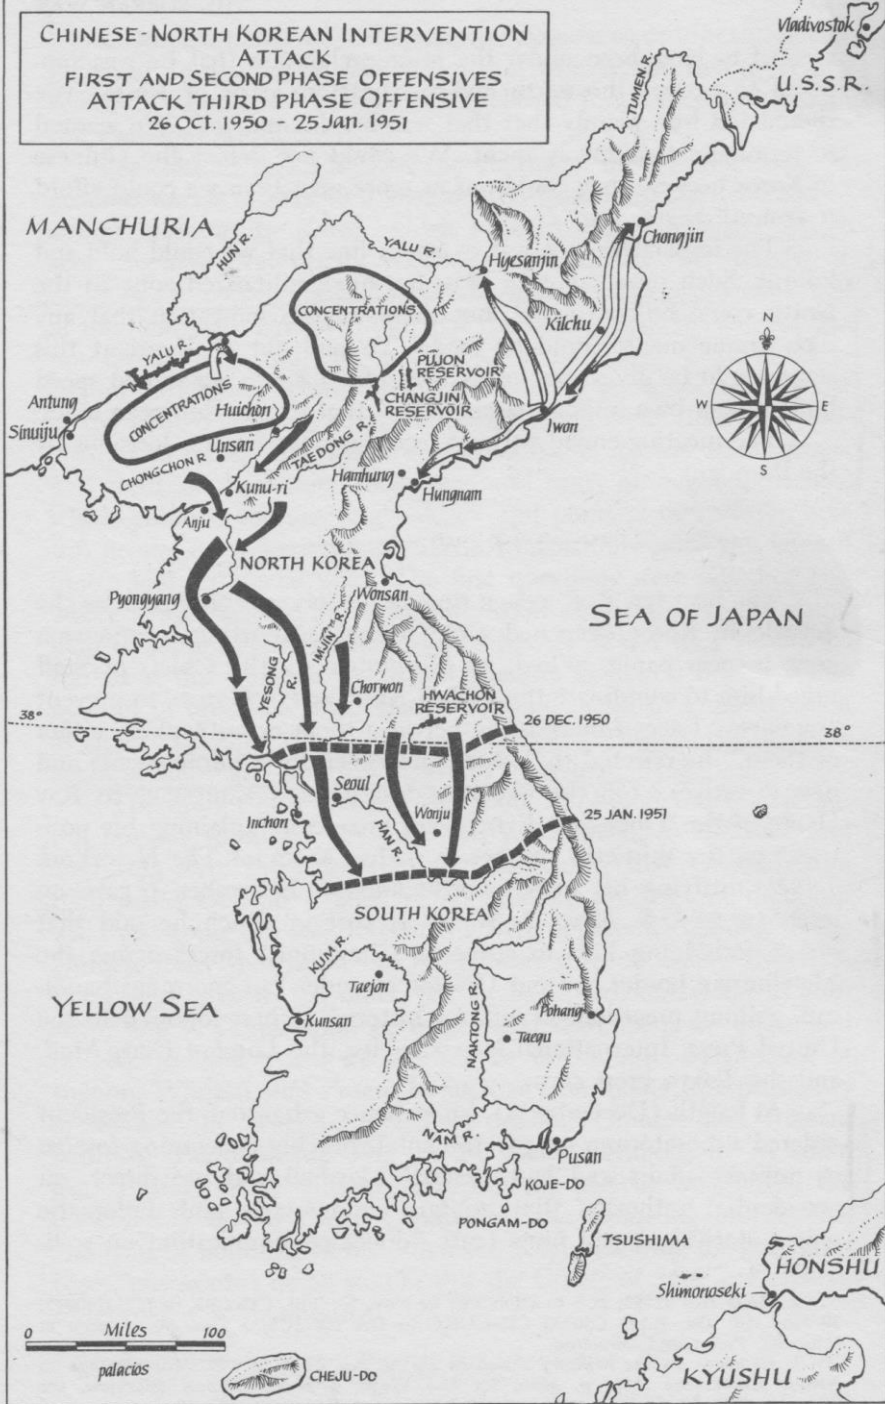 CHINESE-NORTH KOREAN INTERVENTION
ATTACK
FIRST AND SECOND PHASE OFFENSIVES
ATTACK THIRD PHASE OFFENSIVE
26 OCT. 1950 - 25 JAN. 1951
Vladivostok
U.S.S.R.
TUMEN R.
MANCHURIA
HUN R.
YALU R.
Hyesanjin
Chongjin
CONCENTRATIONS
Kilchu
YALU R.
PUJON
RESERVOIR
CHANGJIN
RESERVOIR
N
W
E
S
Antung
CONCENTRATIONS
Huichon
Iwon
Sinuiju
Unsan
TAEDONG R.
CHONGCHON R
Hamhung
Kunu-ri
Hungnam
Anju
NORTH KOREA
Wonsan
Pyongyang
SEA OF JAPAN
IMJIN R.
YESONG
R.
Chorwon
HWACHON
RESERVOIR
26 DEC. 1950
38°
38°
Seoul
Inchon
Wonju
25 JAN. 1951
HAN R.
SOUTH KOREA
KUM R.
Taejon
YELLOW SEA
Kunsan
NAKTONG R.
Pohang
Taegu
NAM R.
Pusan
KOJE-DO
PONGAM-DO
TSUSHIMA
HONSHU
Shimonoseki
0 Miles 100
palacios
CHEJU-DO
KYUSHU